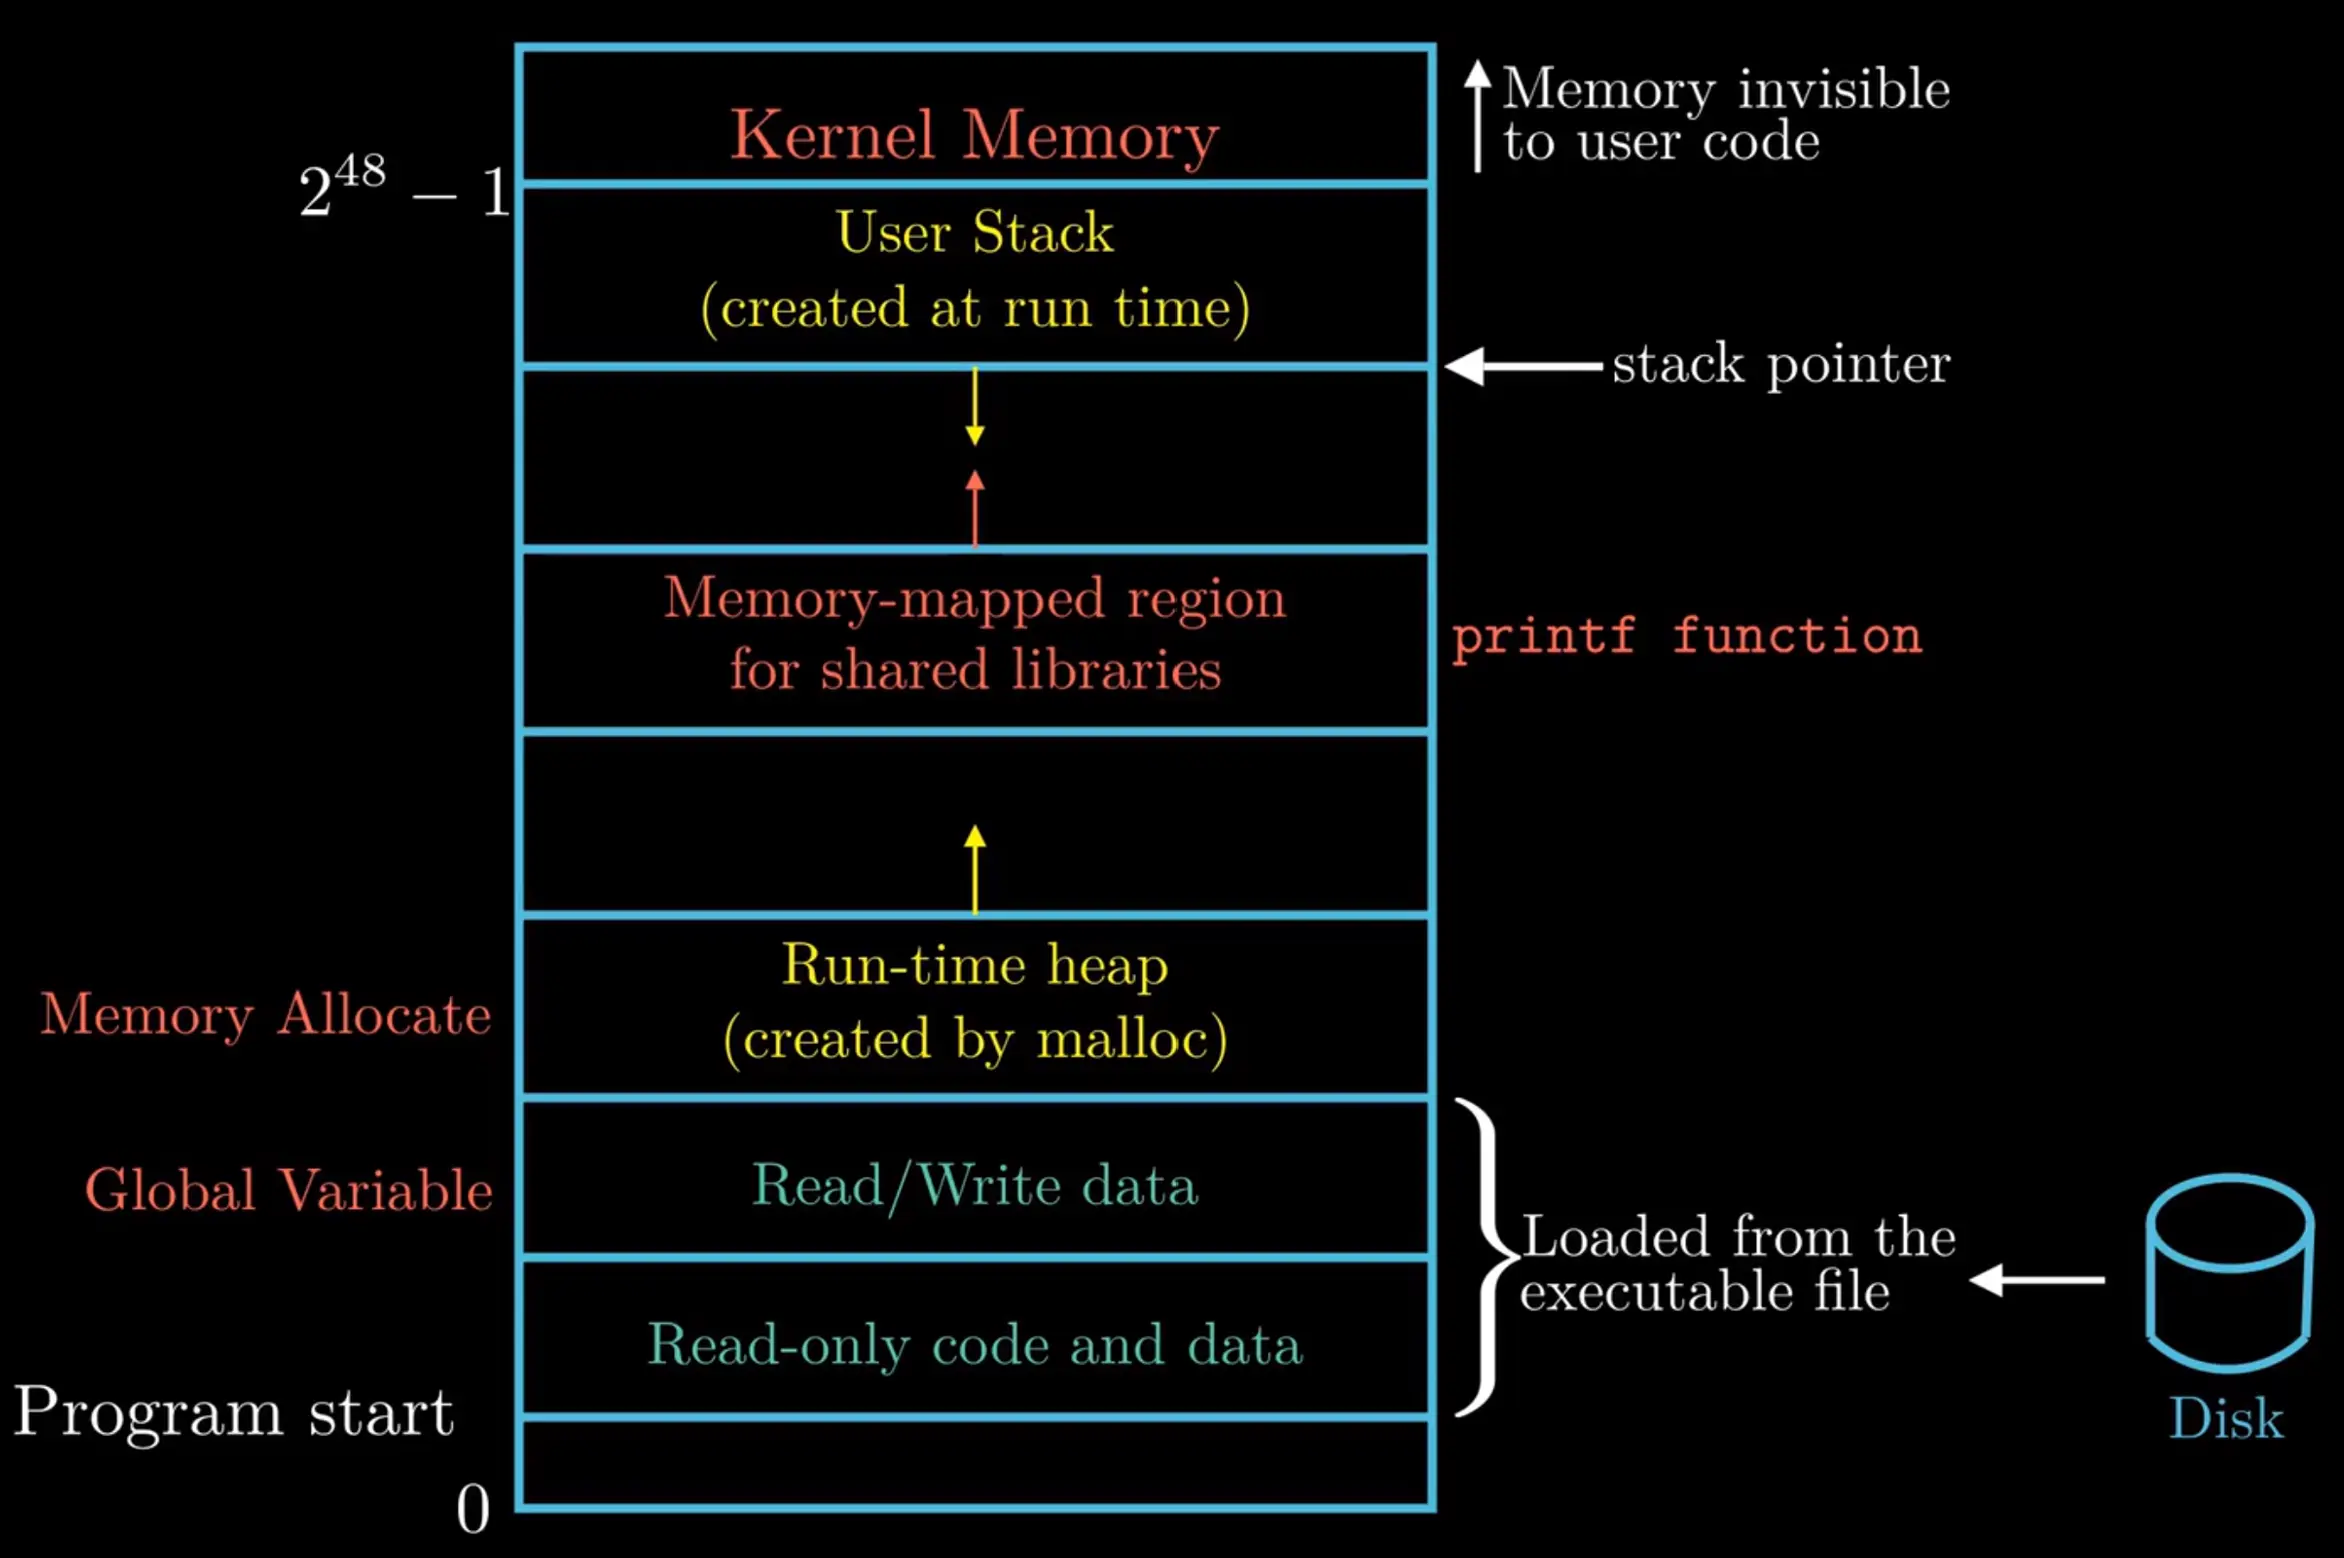 Kernel Memory
Memory invisible
to user code
2^48 − 1
User Stack
(created at run time)
stack pointer
Memory-mapped region
for shared libraries
printf function
Run-time heap
(created by malloc)
Memory Allocate
Read/Write data
Global Variable
Loaded from the
executable file
Read-only code and data
Program start
Disk
0